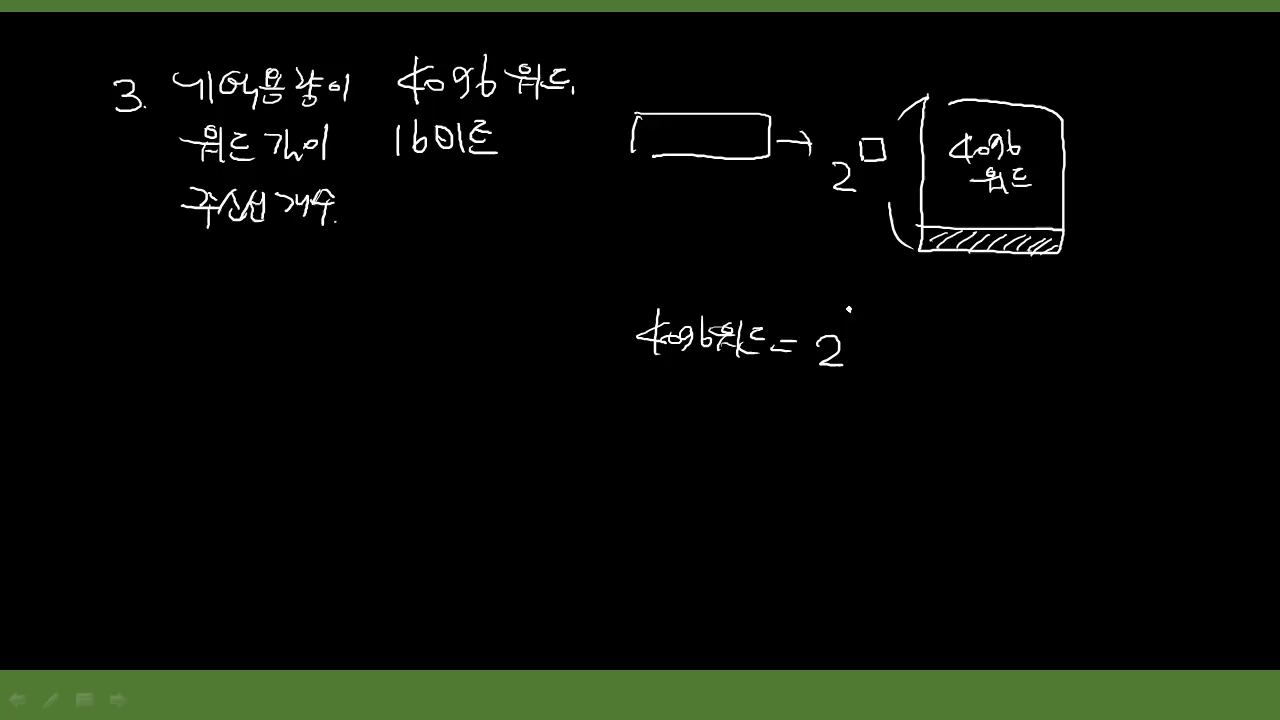 3. 기억용량이 4096 워드.
워드 길이 16비트
주소선 개수.
2□
4096
워드
4096워드 = 2